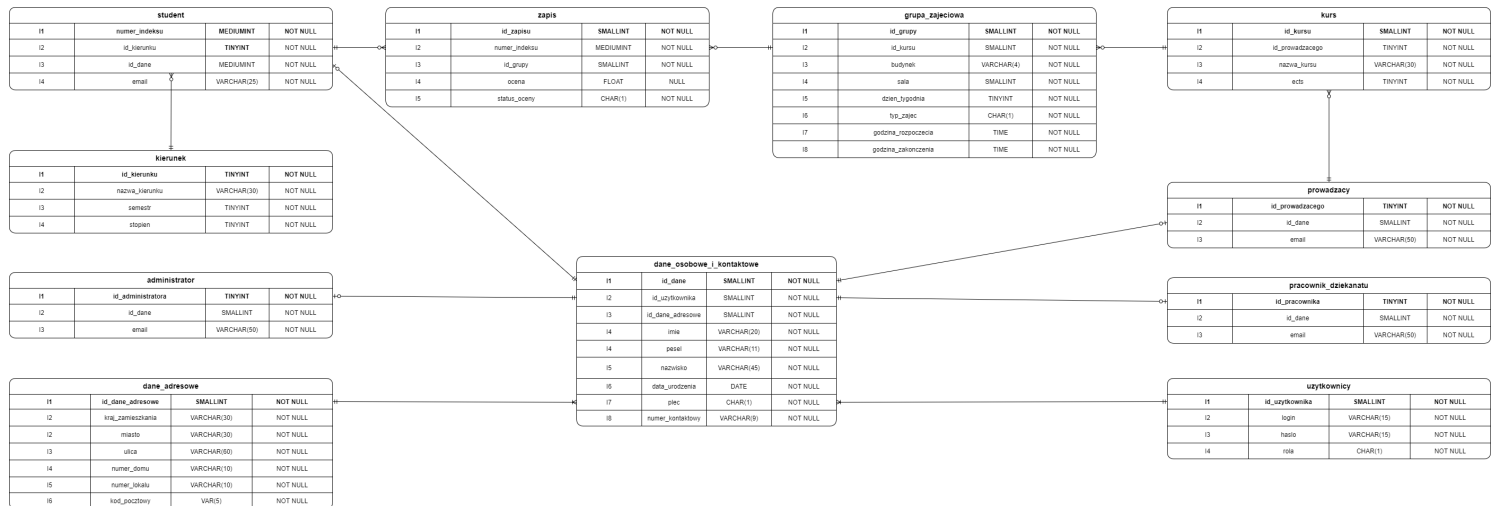 student
I1 numer_indeksu MEDIUMINT NOT NULL
I2 id_kierunku TINYINT NOT NULL
I3 id_dane MEDIUMINT NOT NULL
I4 email VARCHAR(25) NOT NULL
zapis
I1 id_zapisu SMALLINT NOT NULL
I2 numer_indeksu MEDIUMINT NOT NULL
I3 id_grupy SMALLINT NOT NULL
I4 ocena FLOAT NULL
I5 status_oceny CHAR(1) NOT NULL
grupa_zajeciowa
I1 id_grupy SMALLINT NOT NULL
I2 id_kursu SMALLINT NOT NULL
I3 budynek VARCHAR(4) NOT NULL
I4 sala SMALLINT NOT NULL
I5 dzien_tygodnia TINYINT NOT NULL
I6 typ_zajec CHAR(1) NOT NULL
I7 godzina_rozpoczecia TIME NOT NULL
I8 godzina_zakonczenia TIME NOT NULL
kurs
I1 id_kursu SMALLINT NOT NULL
I2 id_prowadzacego TINYINT NOT NULL
I3 nazwa_kursu VARCHAR(30) NOT NULL
I4 ects TINYINT NOT NULL
kierunek
I1 id_kierunku TINYINT NOT NULL
I2 nazwa_kierunku VARCHAR(30) NOT NULL
I3 semestr TINYINT NOT NULL
I4 stopien TINYINT NOT NULL
prowadzacy
I1 id_prowadzacego TINYINT NOT NULL
I2 id_dane SMALLINT NOT NULL
I3 email VARCHAR(50) NOT NULL
administrator
I1 id_administratora TINYINT NOT NULL
I2 id_dane SMALLINT NOT NULL
I3 email VARCHAR(50) NOT NULL
dane_osobowe_i_kontaktowe
I1 id_dane SMALLINT NOT NULL
I2 id_uzytkownika SMALLINT NOT NULL
I3 id_dane_adresowe SMALLINT NOT NULL
I4 imie VARCHAR(20) NOT NULL
I4 pesel VARCHAR(11) NOT NULL
I5 nazwisko VARCHAR(45) NOT NULL
I6 data_urodzenia DATE NOT NULL
I7 plec CHAR(1) NOT NULL
I8 numer_kontaktowy VARCHAR(9) NOT NULL
pracownik_dziekanatu
I1 id_pracownika TINYINT NOT NULL
I2 id_dane SMALLINT NOT NULL
I3 email VARCHAR(50) NOT NULL
dane_adresowe
I1 id_dane_adresowe SMALLINT NOT NULL
I2 kraj_zamieszkania VARCHAR(30) NOT NULL
I2 miasto VARCHAR(30) NOT NULL
I3 ulica VARCHAR(60) NOT NULL
I4 numer_domu VARCHAR(10) NOT NULL
I5 numer_lokalu VARCHAR(10) NOT NULL
I6 kod_pocztowy VAR(5) NOT NULL
uzytkownicy
I1 id_uzytkownika SMALLINT NOT NULL
I2 login VARCHAR(15) NOT NULL
I3 haslo VARCHAR(15) NOT NULL
I4 rola CHAR(1) NOT NULL